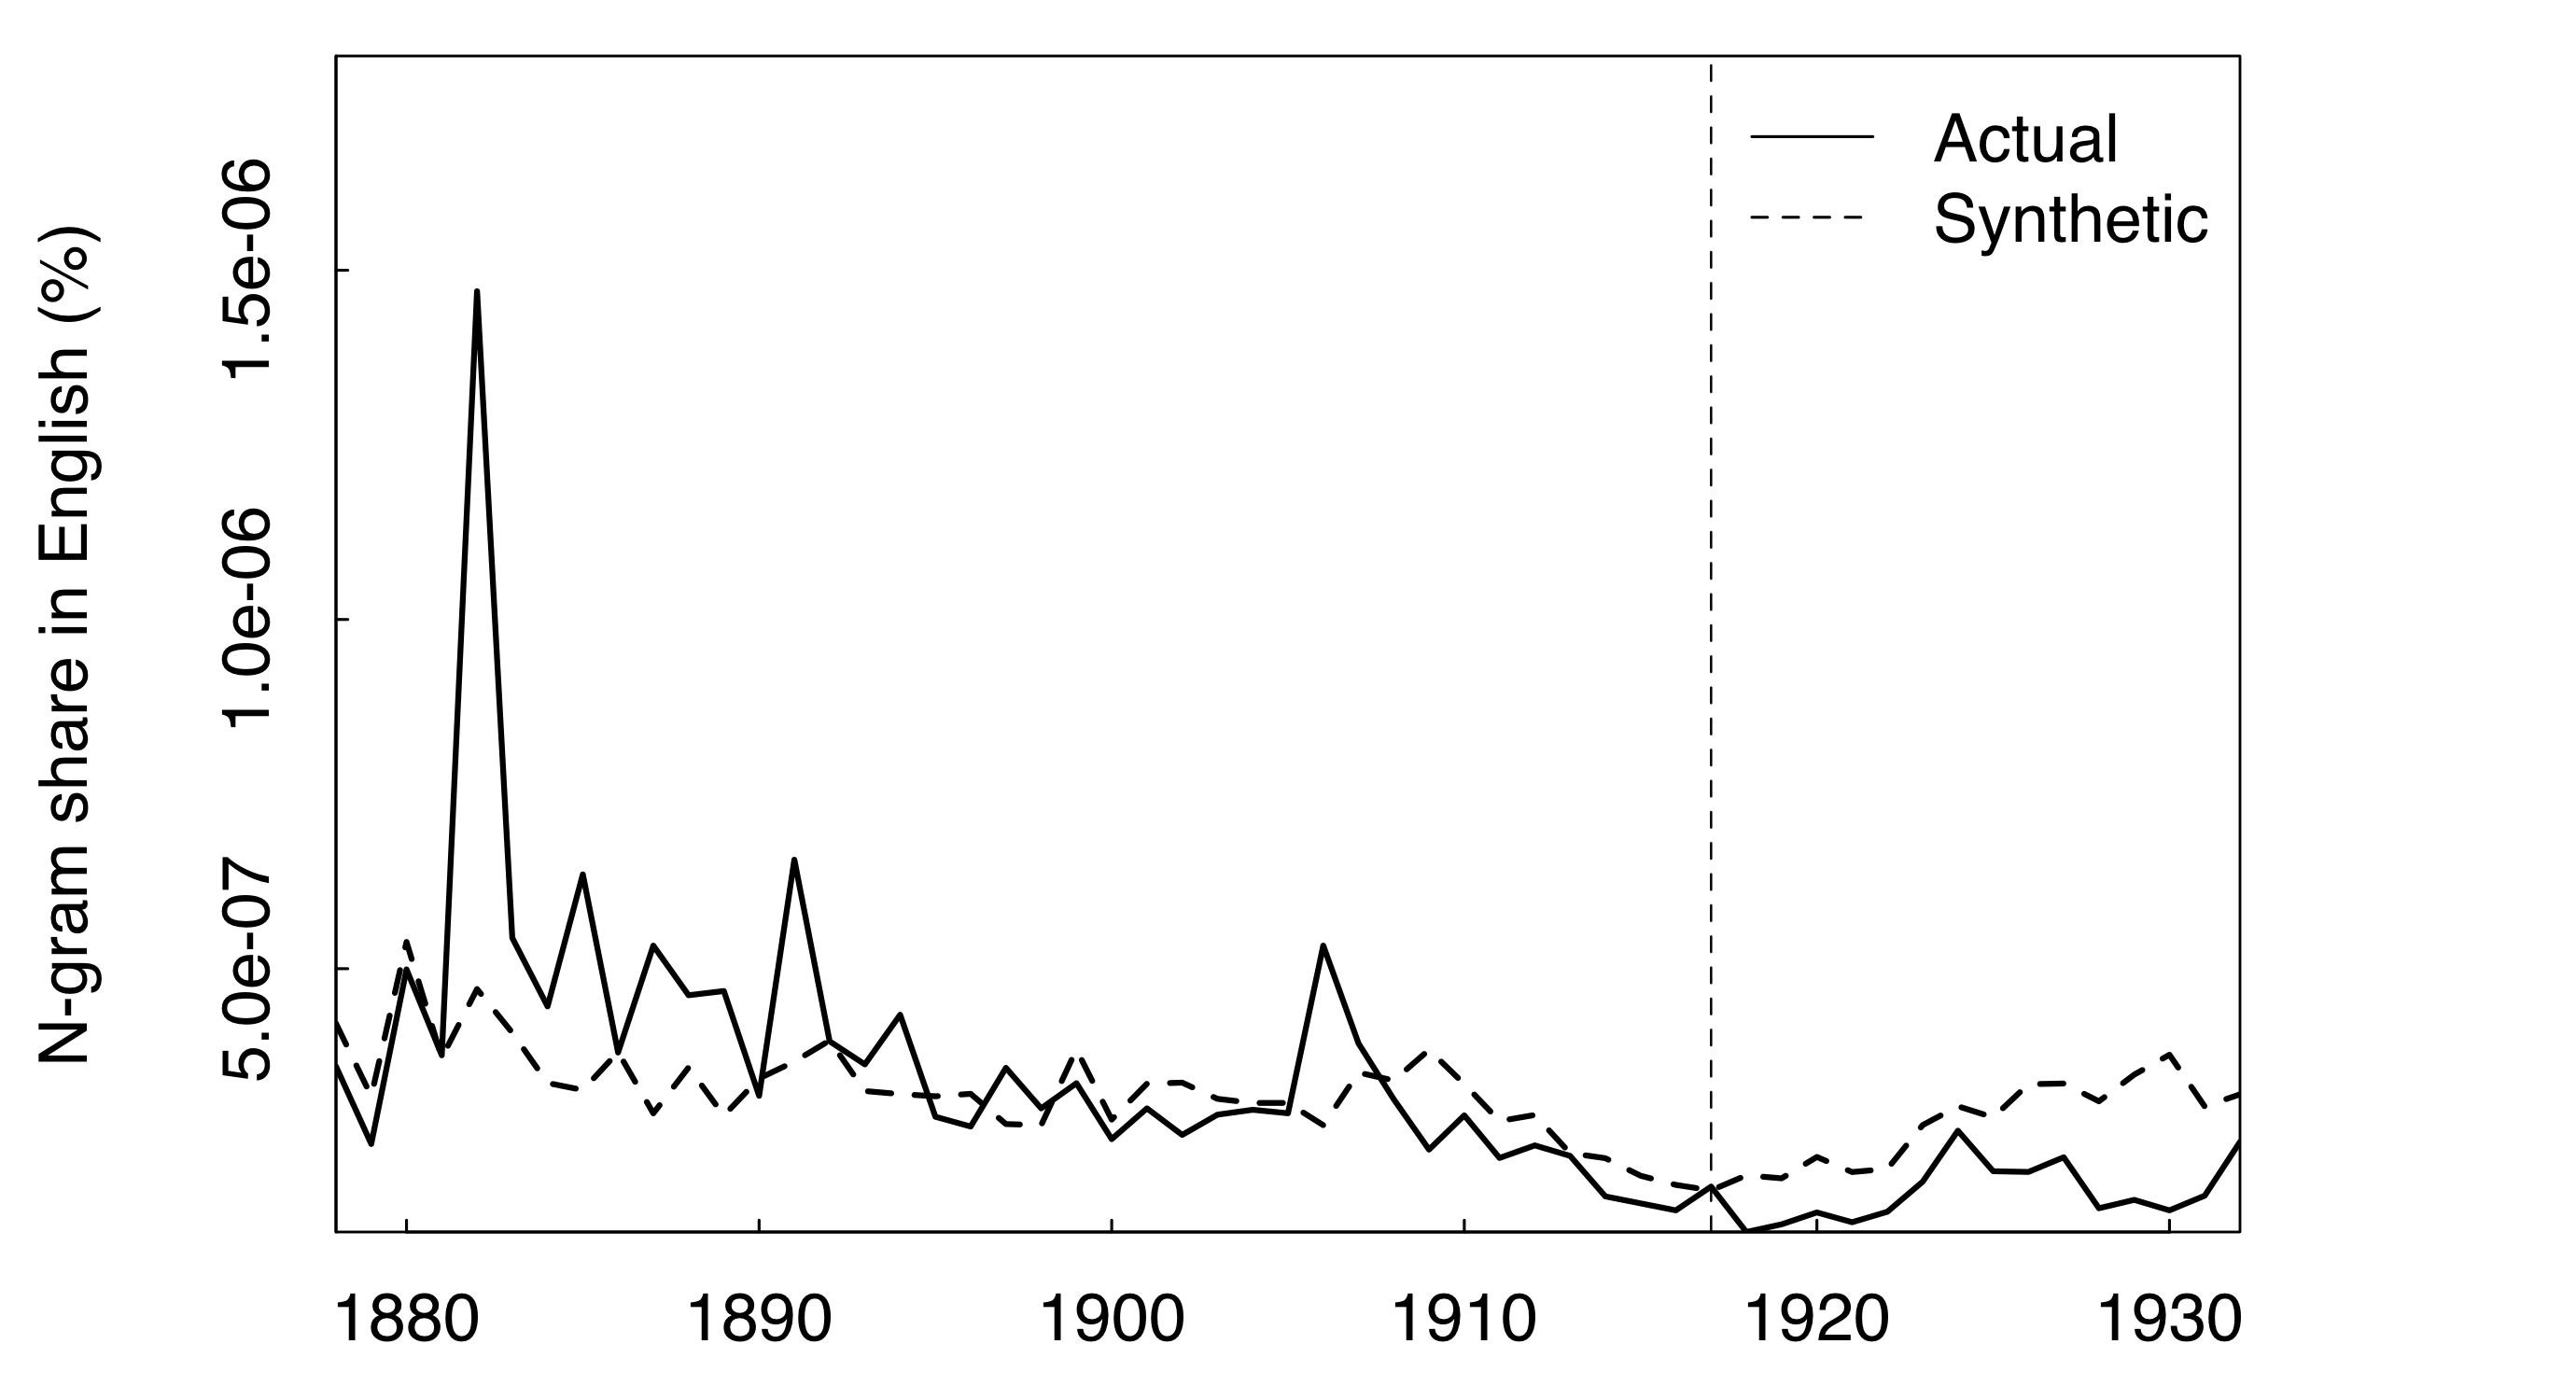 N-gram share in English (%)
1.5e-06
1.0e-06
5.0e-07
Actual
Synthetic
1880 1890 1900 1910 1920 1930